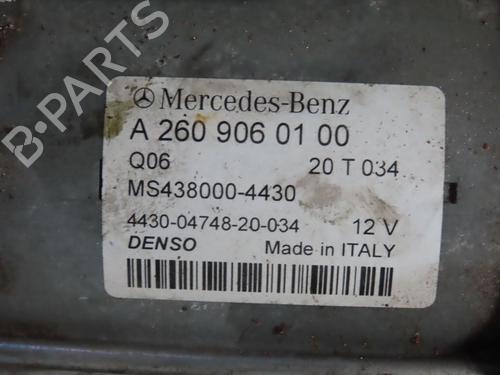 Mercedes-Benz
A 260 906 01 00
Q06 20 T 034
MS438000-4430
4430-04748-20-034 12 V
DENSO Made in ITALY
B-PARTS